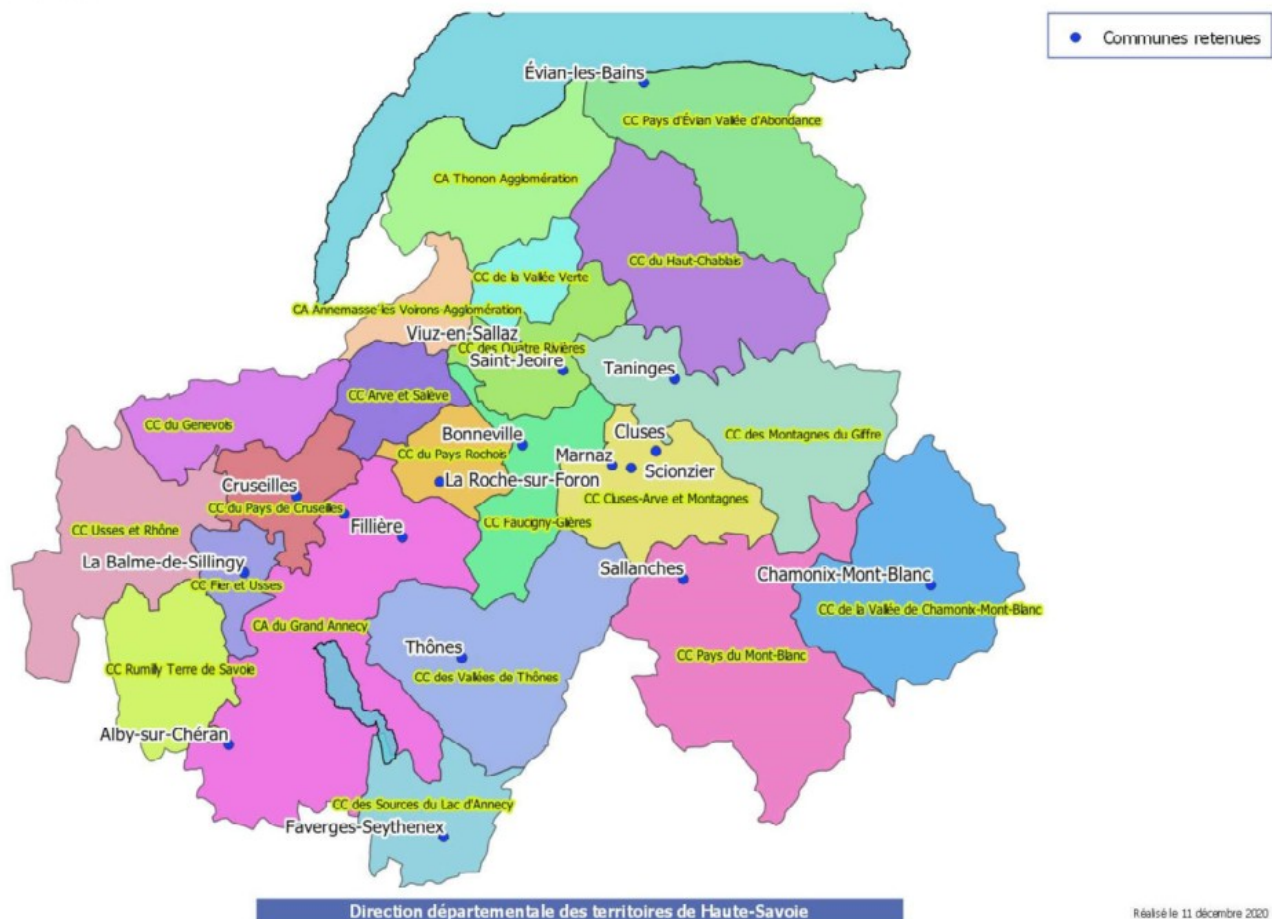 Communes retenues
Évian-les-Bains
CC Pays d'Évian Vallée d'Abondance
CA Thonon Agglomération
CC du Haut-Chablais
CC de la Vallée Verte
CA Annemasse-les Voirons-Agglomération
Viuz-en-Sallaz
CC des Quatre Rivières
Saint-Jeoire
Taninges
CC Arve et Salève
CC du Genevois
Bonneville
Cluses
CC des Montagnes du Giffre
CC du Pays Rochois
Marnaz
Scionzier
La Roche-sur-Foron
Cruseilles
CC Cluses-Arve et Montagnes
CC du Pays de Cruseilles
Fillière
CC Faucigny-Glières
CC Usses et Rhône
La Balme-de-Sillingy
Sallanches
Chamonix-Mont-Blanc
CC Fier et Usses
CC de la Vallée de Chamonix-Mont-Blanc
CA du Grand Annecy
Thônes
CC Pays du Mont-Blanc
CC Rumilly Terre de Savoie
CC des Vallées de Thônes
Alby-sur-Chéran
CC des Sources du Lac d'Annecy
Faverges-Seythenex
Direction départementale des territoires de Haute-Savoie
Réalisé le 11 décembre 2020